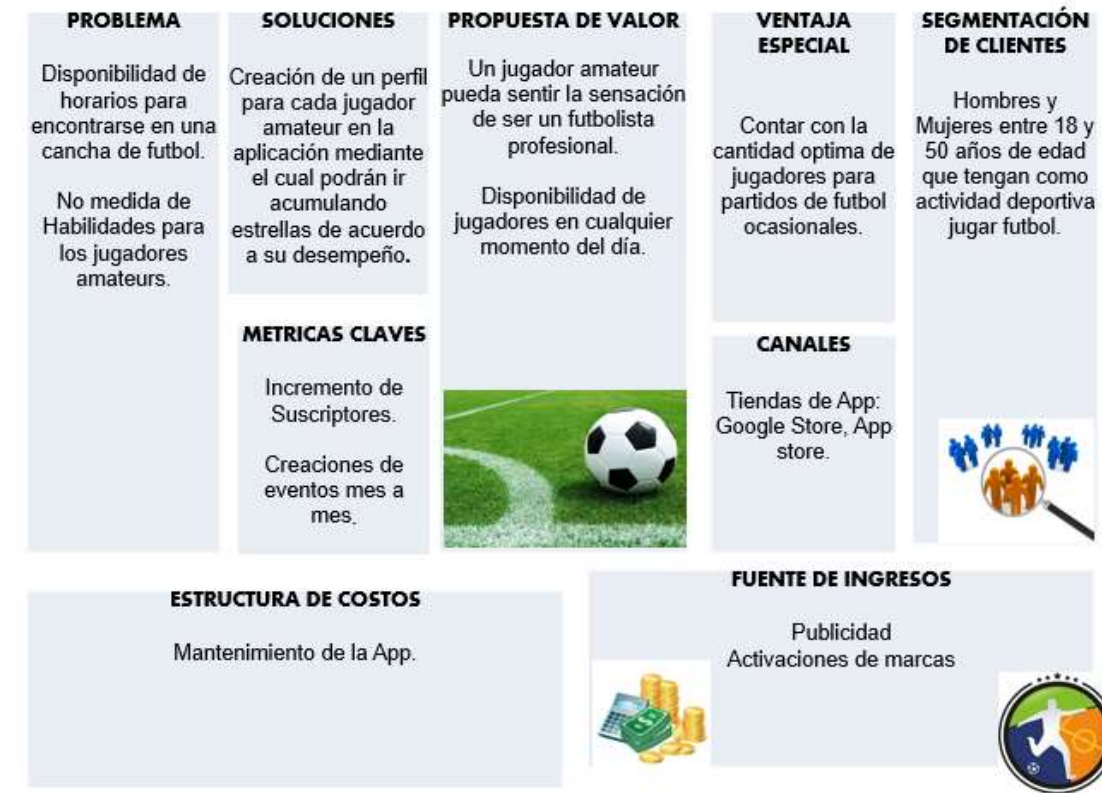 PROBLEMA
Disponibilidad de
horarios para
encontrarse en una
cancha de futbol.
No medida de
Habilidades para
los jugadores
amateurs.
SOLUCIONES
Creación de un perfil
para cada jugador
amateur en la
aplicación mediante
el cual podrán ir
acumulando
estrellas de acuerdo
a su desempeño.
METRICAS CLAVES
Incremento de
Suscriptores.
Creaciones de
eventos mes a
mes.
PROPUESTA DE VALOR
Un jugador amateur
pueda sentir la sensación
de ser un futbolista
profesional.
Disponibilidad de
jugadores en cualquier
momento del día.
VENTAJA
ESPECIAL
Contar con la
cantidad optima de
jugadores para
partidos de futbol
ocasionales.
CANALES
Tiendas de App:
Google Store, App
store.
SEGMENTACIÓN
DE CLIENTES
Hombres y
Mujeres entre 18 y
50 años de edad
que tengan como
actividad deportiva
jugar futbol.
ESTRUCTURA DE COSTOS
Mantenimiento de la App.
FUENTE DE INGRESOS
Publicidad
Activaciones de marcas